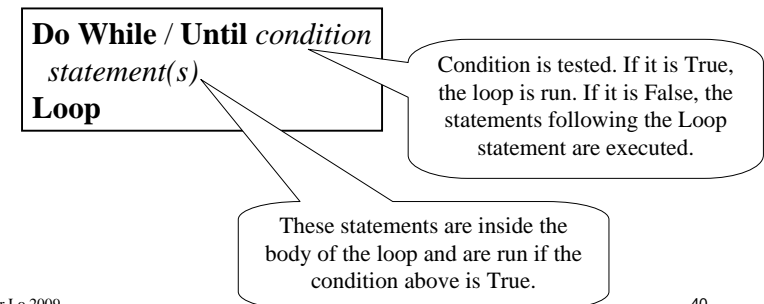 Do While / Until condition
statement(s)
Loop
Condition is tested. If it is True,
the loop is run. If it is False, the
statements following the Loop
statement are executed.
These statements are inside the
body of the loop and are run if the
condition above is True.
Lo 2009